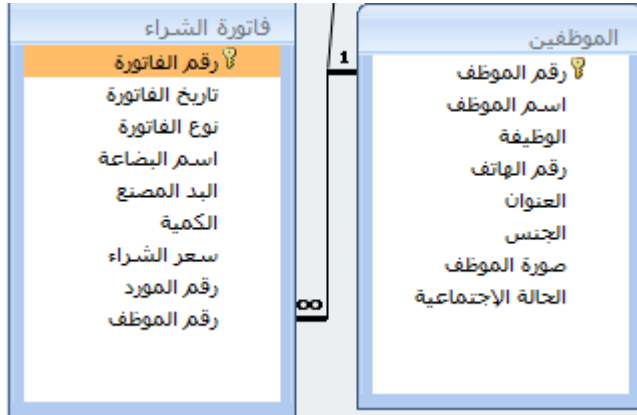 الموظفين
رقم الموظف
اسم الموظف
الوظيفة
رقم الهاتف
العنوان
الجنس
صورة الموظف
الحالة الإجتماعية
1
∞
فاتورة الشراء
رقم الفاتورة
تاريخ الفاتورة
نوع الفاتورة
اسم البضاعة
البد المصنع
الكمية
سعر الشراء
رقم المورد
رقم الموظف